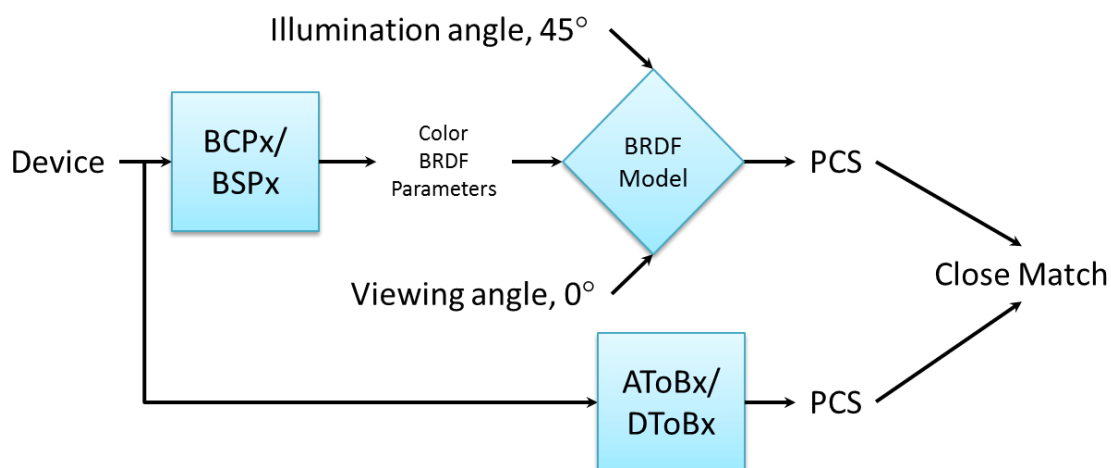 Illumination angle, 45°
Device
BCPx/
BSPx
Color
BRDF
Parameters
BRDF
Model
PCS
Viewing angle, 0°
Close Match
AToBx/
DToBx
PCS